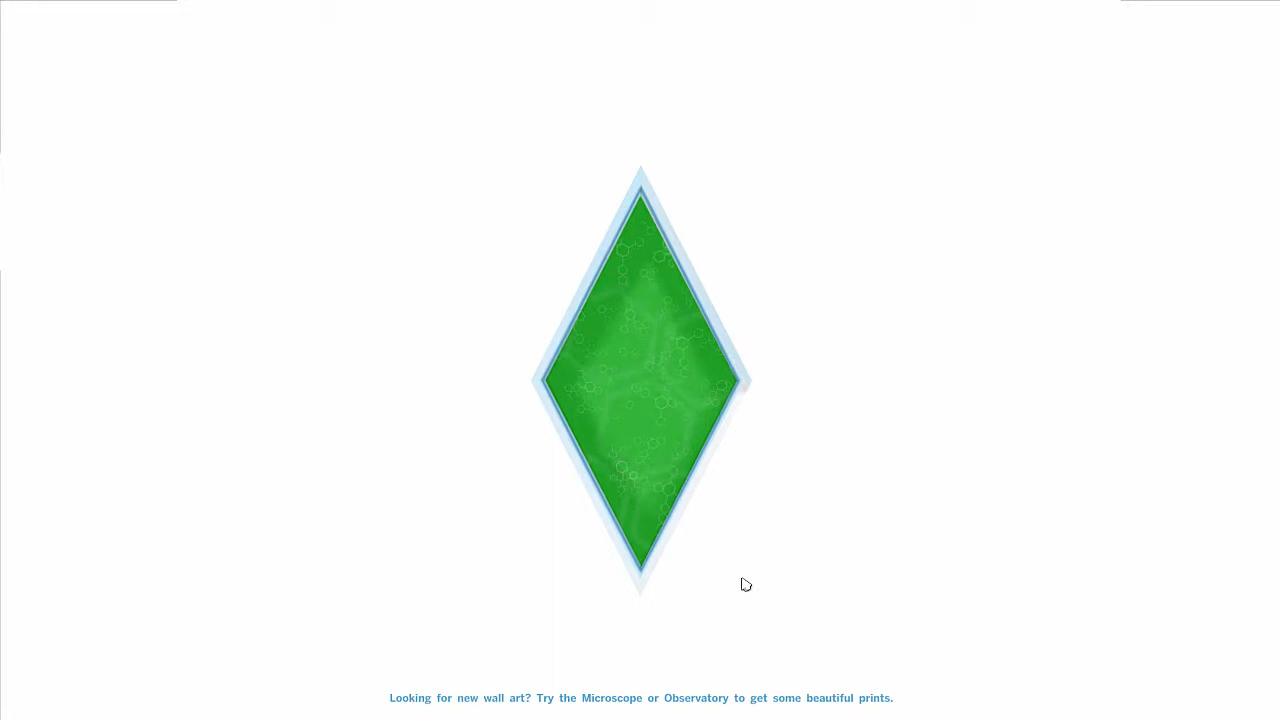 Looking for new wall art? Try the Microscope or Observatory to get some beautiful prints.